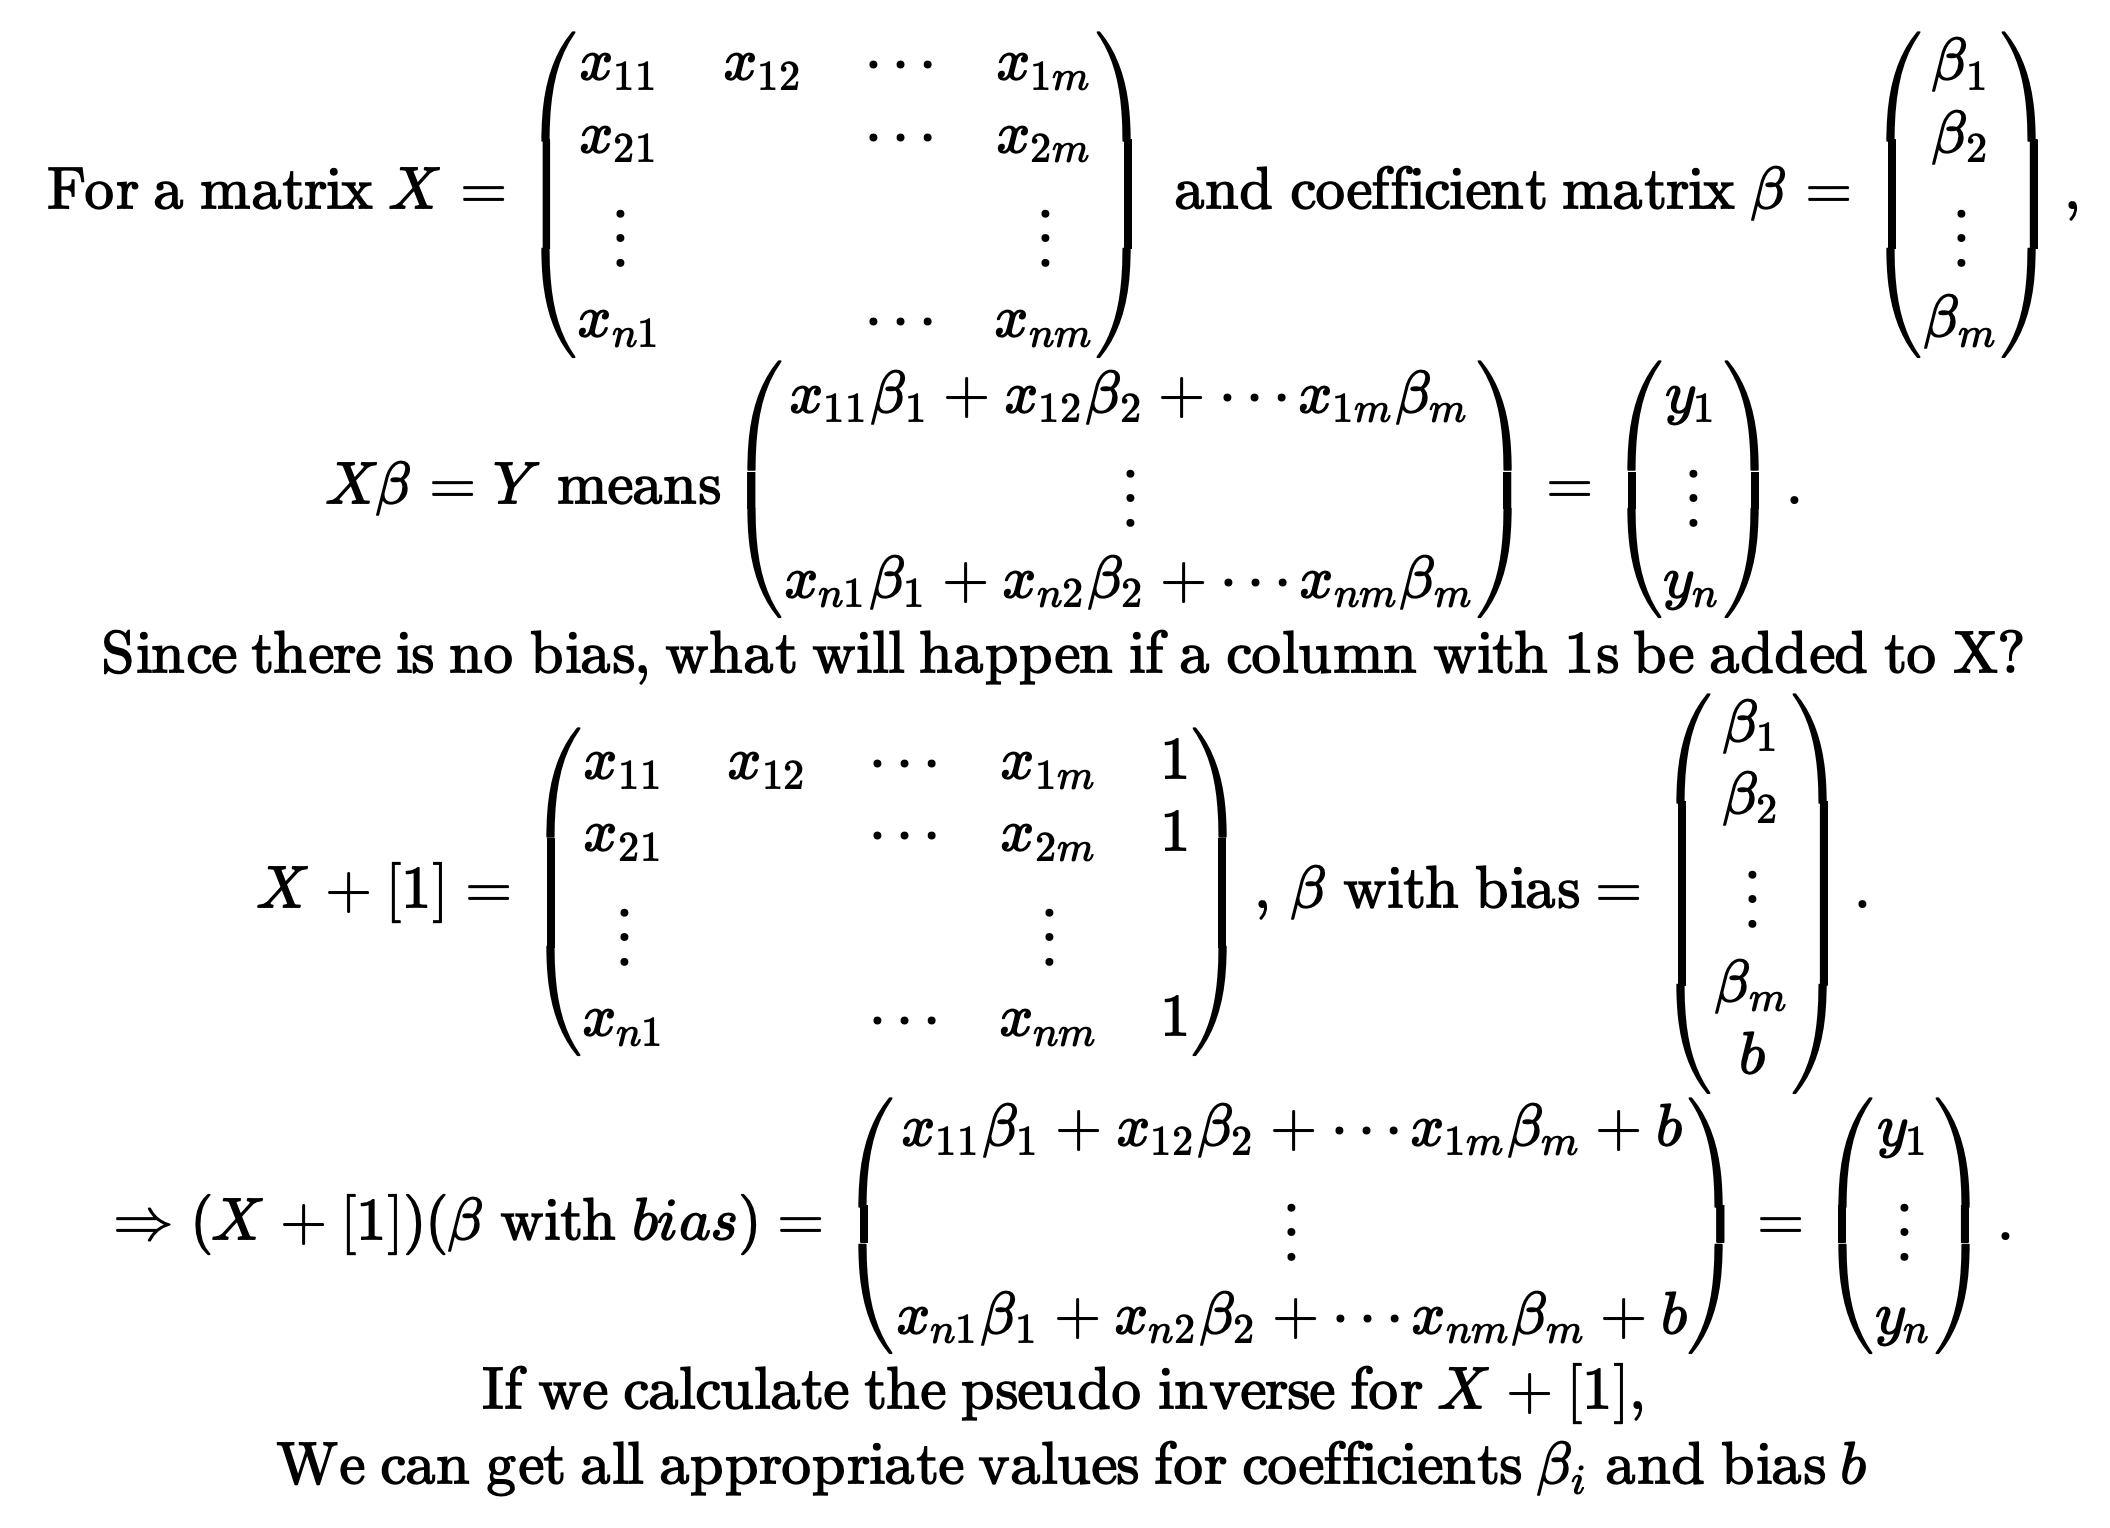 For a matrix $X = \begin{pmatrix} x_{11} & x_{12} & \cdots & x_{1m} \\ x_{21} & & \cdots & x_{2m} \\ \vdots & & & \vdots \\ x_{n1} & & \cdots & x_{nm} \end{pmatrix}$ and coefficient matrix $\beta = \begin{pmatrix} \beta_1 \\ \beta_2 \\ \vdots \\ \beta_m \end{pmatrix}$ ,
$X\beta = Y$ means $\begin{pmatrix} x_{11}\beta_1 + x_{12}\beta_2 + \cdots x_{1m}\beta_m \\ \vdots \\ x_{n1}\beta_1 + x_{n2}\beta_2 + \cdots x_{nm}\beta_m \end{pmatrix} = \begin{pmatrix} y_1 \\ \vdots \\ y_n \end{pmatrix}$ .
Since there is no bias, what will happen if a column with 1s be added to X?
$X + [1] = \begin{pmatrix} x_{11} & x_{12} & \cdots & x_{1m} & 1 \\ x_{21} & & \cdots & x_{2m} & 1 \\ \vdots & & & \vdots & \\ x_{n1} & & \cdots & x_{nm} & 1 \end{pmatrix}$ , $\beta$ with bias $= \begin{pmatrix} \beta_1 \\ \beta_2 \\ \vdots \\ \beta_m \\ b \end{pmatrix}$ .
$\Rightarrow (X + [1])(\beta \text{ with } bias) = \begin{pmatrix} x_{11}\beta_1 + x_{12}\beta_2 + \cdots x_{1m}\beta_m + b \\ \vdots \\ x_{n1}\beta_1 + x_{n2}\beta_2 + \cdots x_{nm}\beta_m + b \end{pmatrix} = \begin{pmatrix} y_1 \\ \vdots \\ y_n \end{pmatrix}$ .
If we calculate the pseudo inverse for $X + [1]$,
We can get all appropriate values for coefficients $\beta_i$ and bias $b$